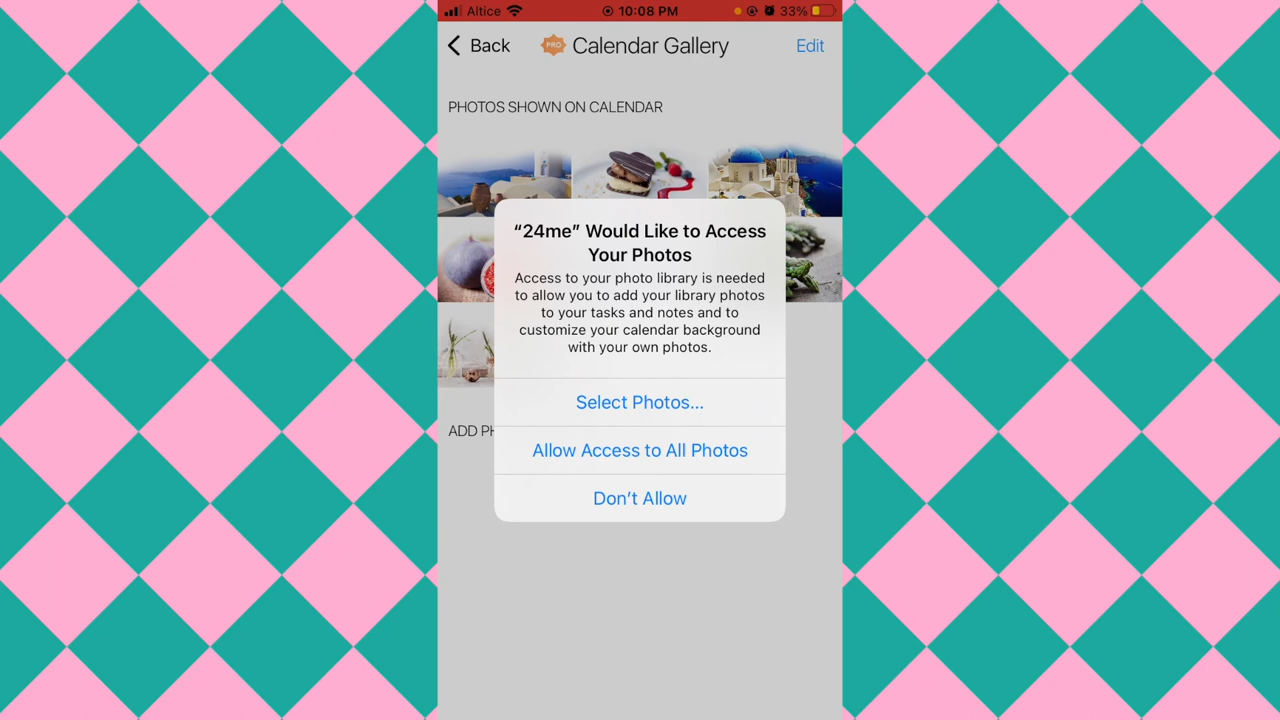 Altice 10:08 PM 33%
Back PRO Calendar Gallery Edit
PHOTOS SHOWN ON CALENDAR
“24me” Would Like to Access
Your Photos
Access to your photo library is needed
to allow you to add your library photos
to your tasks and notes and to
customize your calendar background
with your own photos.
Select Photos...
ADD PH
Allow Access to All Photos
Don’t Allow